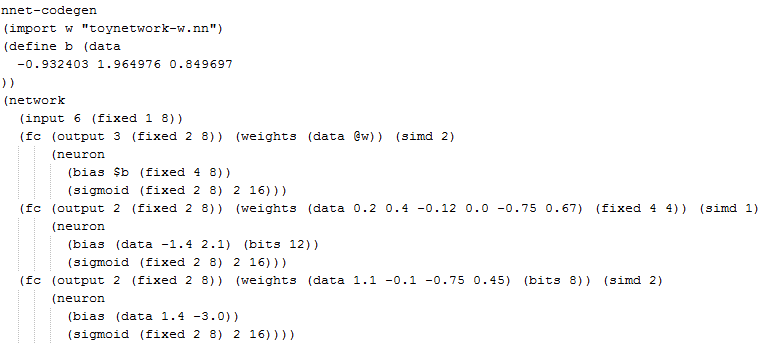 nnet-codegen
(import w "toynetwork-w.nn")
(define b (data
  -0.932403 1.964976 0.849697
))
(network
  (input 6 (fixed 1 8))
  (fc (output 3 (fixed 2 8)) (weights (data @w)) (simd 2)
      (neuron
        (bias $b (fixed 4 8))
        (sigmoid (fixed 2 8) 2 16)))
  (fc (output 2 (fixed 2 8)) (weights (data 0.2 0.4 -0.12 0.0 -0.75 0.67) (fixed 4 4)) (simd 1)
      (neuron
        (bias (data -1.4 2.1) (bits 12))
        (sigmoid (fixed 2 8) 2 16)))
  (fc (output 2 (fixed 2 8)) (weights (data 1.1 -0.1 -0.75 0.45) (bits 8)) (simd 2)
      (neuron
        (bias (data 1.4 -3.0))
        (sigmoid (fixed 2 8) 2 16))))